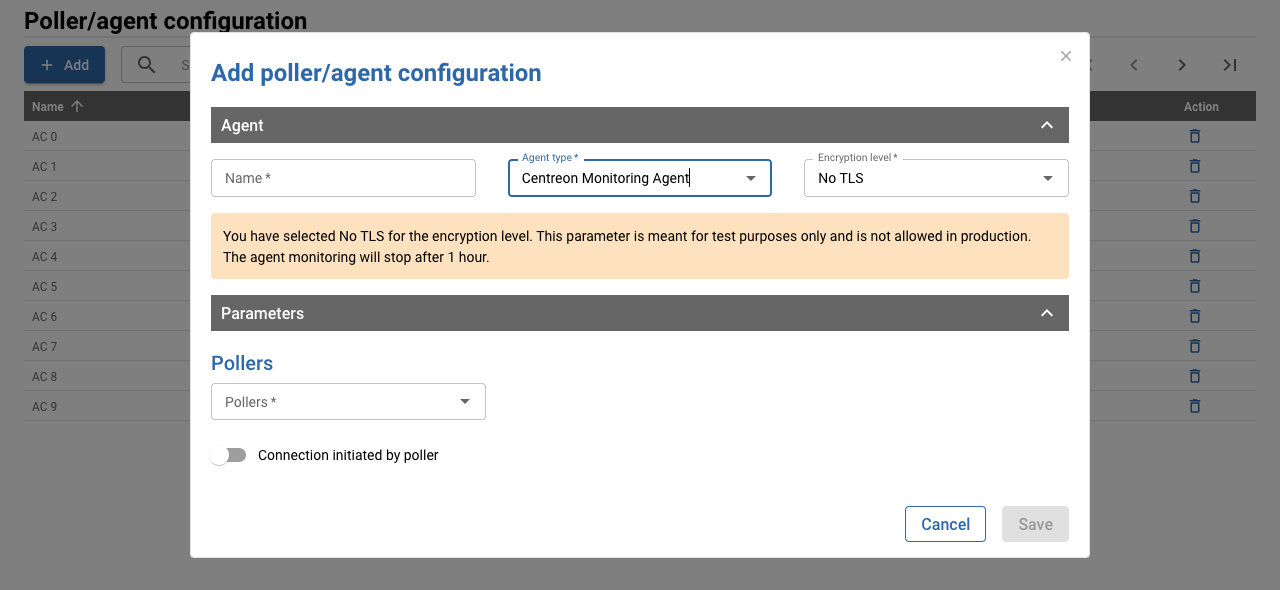 Poller/agent configuration
Add
S
Name
Action
AC 0
AC 1
AC 2
AC 3
AC 4
AC 5
AC 6
AC 7
AC 8
AC 9
Add poller/agent configuration
Agent
Name *
Agent type *
Centreon Monitoring Agent
Encryption level *
No TLS
You have selected No TLS for the encryption level. This parameter is meant for test purposes only and is not allowed in production.
The agent monitoring will stop after 1 hour.
Parameters
Pollers
Pollers *
Connection initiated by poller
Cancel
Save